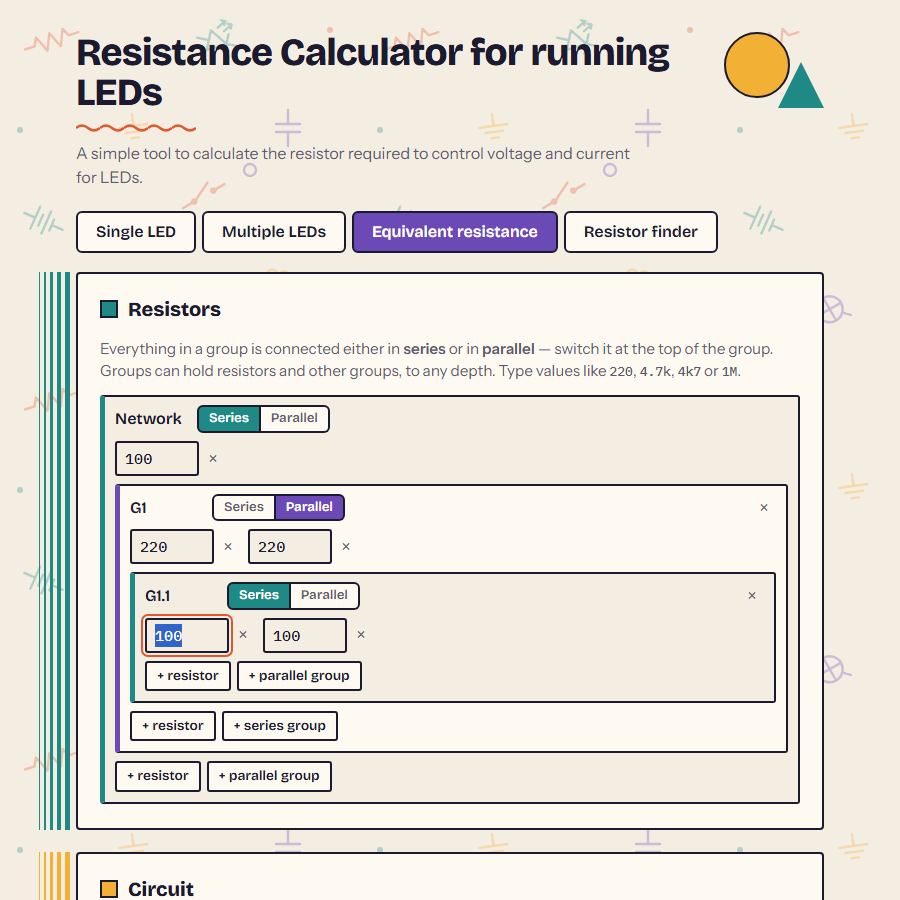 Resistance Calculator for running
LEDs
A simple tool to calculate the resistor required to control voltage and current
for LEDs.
Single LED Multiple LEDs Equivalent resistance Resistor finder
Resistors
Everything in a group is connected either in series or in parallel — switch it at the top of the group.
Groups can hold resistors and other groups, to any depth. Type values like 220, 4.7k, 4k7 or 1M.
Network Series Parallel
100 ×
G1 Series Parallel ×
220 × 220 ×
G1.1 Series Parallel ×
100 × 100 ×
+ resistor + parallel group
+ resistor + series group
+ resistor + parallel group
Circuit